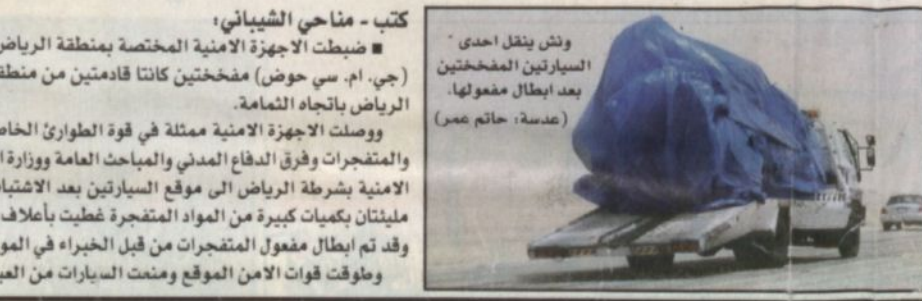 كتب - مناحي الشيباني:
■ ضبطت الاجهزة الامنية المختصة بمنطقة الرياض
(جي. ام. سي حوض) مفخختين كانتا قادمتين من منطقة
الرياض باتجاه الثمامة.
ووصلت الاجهزة الامنية ممثلة في قوة الطوارئ
والمتفجرات وفرق الدفاع المدني والمباحث العامة ووزارة
الامنية بشرطة الرياض الى موقع السيارتين بعد
مليئتان بكميات كبيرة من المواد المتفجرة غطيت بأعلاف
وقد تم ابطال مفعول المتفجرات من قبل الخبراء في
وطوقت قوات الامن الموقع ومنعت السيارات من
ونش ينقل احدى
السيارتين المفخختين
بعد ابطال مفعولها.
(عدسة: حاتم عمر)